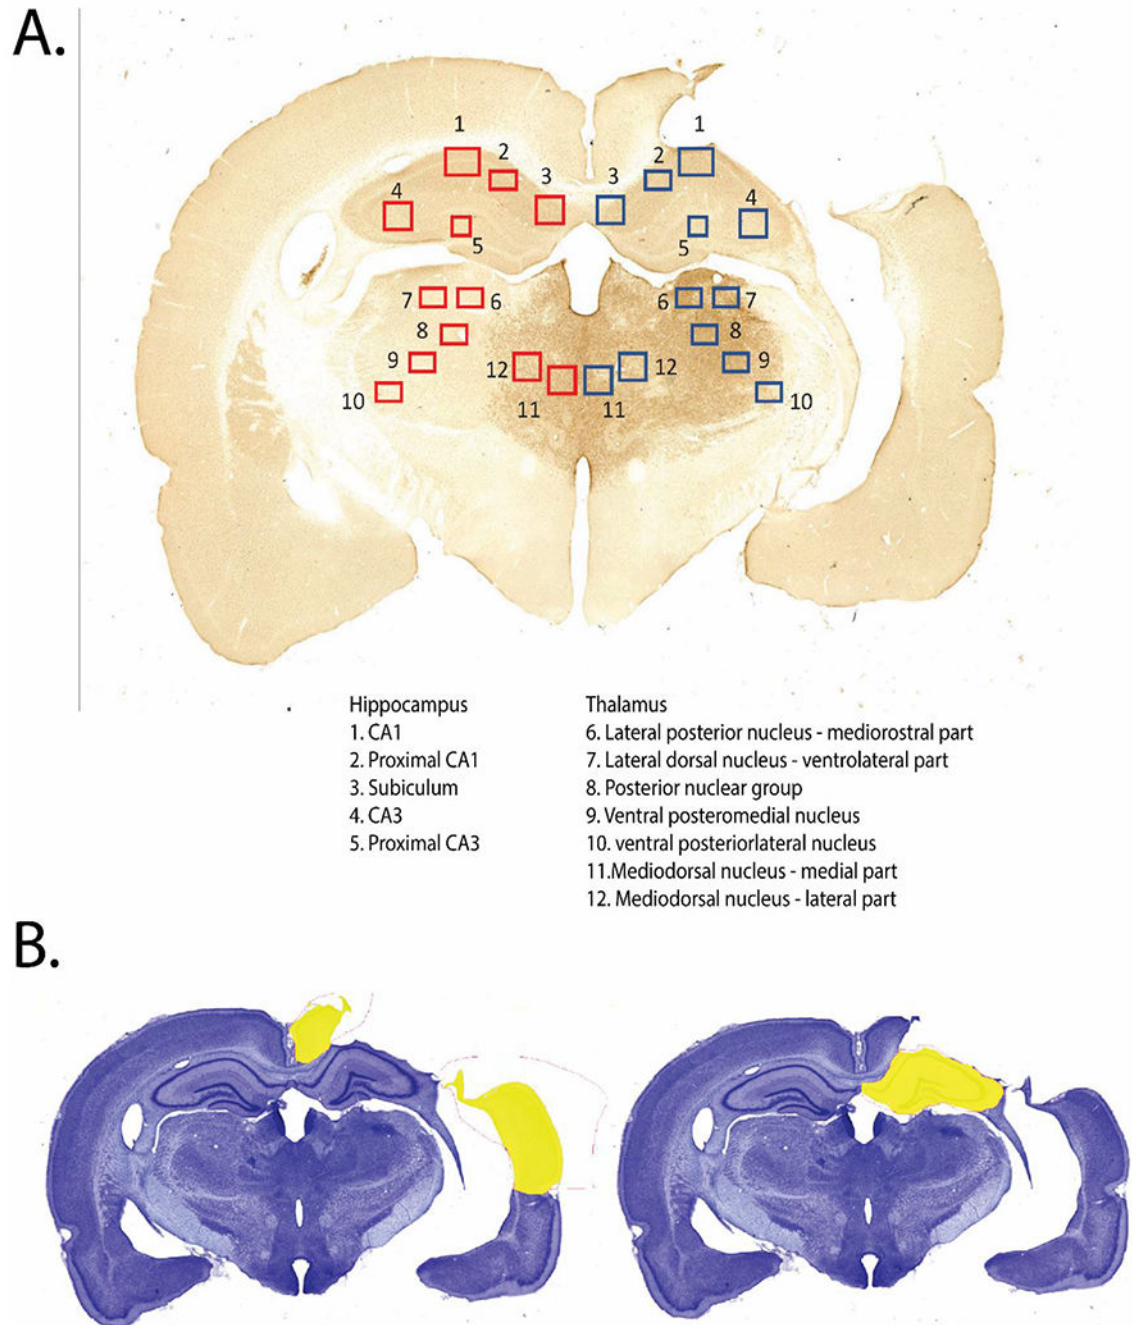 A.
1
1
2
2
3
3
4
4
5
5
7
6
6
7
8
8
9
9
12
12
10
10
11
11
Hippocampus
1. CA1
2. Proximal CA1
3. Subiculum
4. CA3
5. Proximal CA3
Thalamus
6. Lateral posterior nucleus - mediorostral part
7. Lateral dorsal nucleus - ventrolateral part
8. Posterior nuclear group
9. Ventral posteromedial nucleus
10. ventral posteriorlateral nucleus
11.Mediodorsal nucleus - medial part
12. Mediodorsal nucleus - lateral part
B.